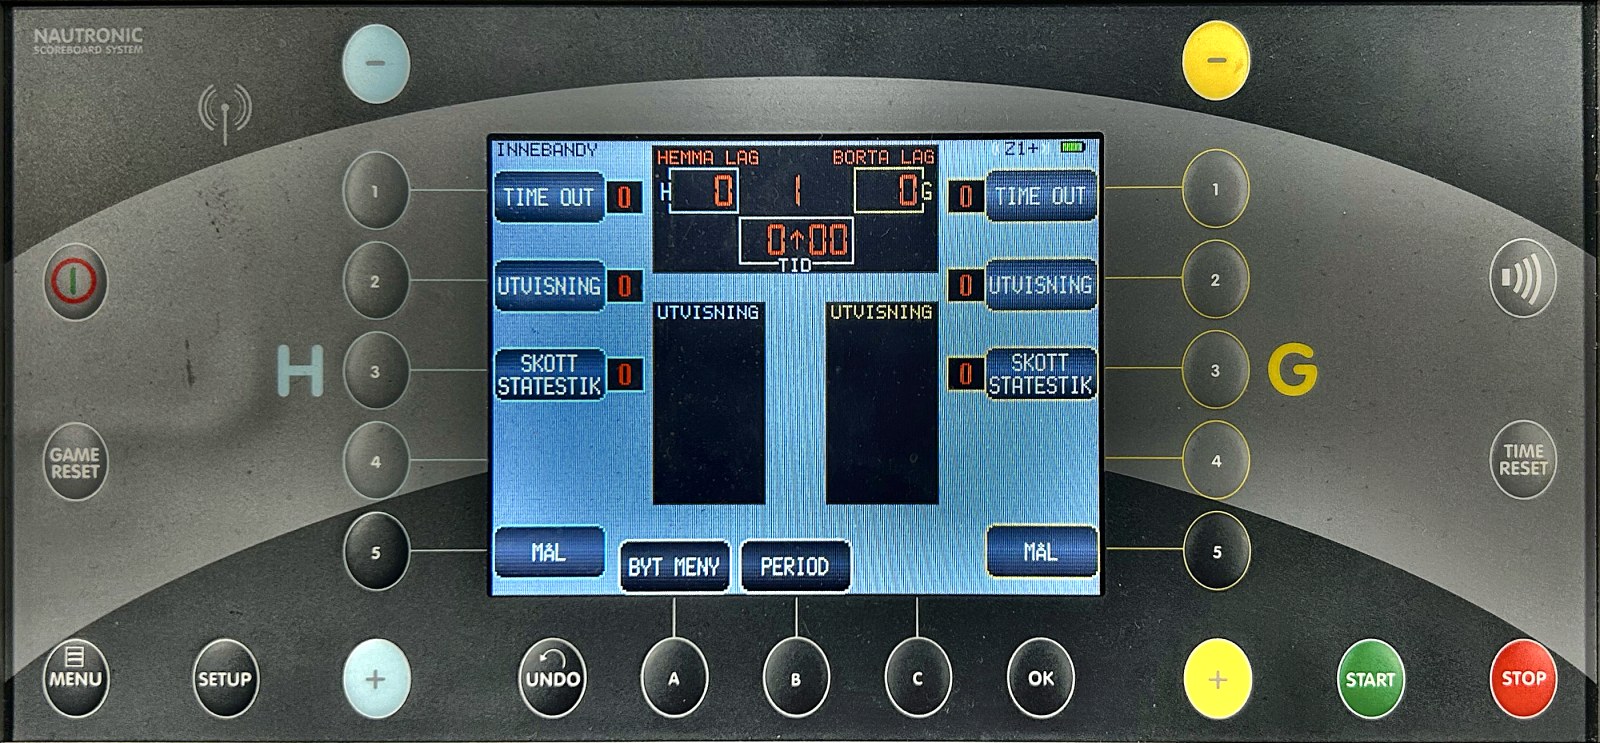 NAUTRONIC
SCOREBOARD SYSTEM
-
-
INNEBANDY
Z1+
HEMMA LAG
BORTA LAG
H 0
1
0 G
0↑00
TID
1
TIME OUT 0
0 TIME OUT
1
2
UTVISNING 0
0 UTVISNING
2
UTVISNING
UTVISNING
H
3
SKOTT
STATESTIK
0
0
SKOTT
STATESTIK
3
G
GAME
RESET
4
4
TIME
RESET
5
MÅL
BYT MENY
PERIOD
MÅL
5
MENU
SETUP
+
UNDO
A
B
C
OK
+
START
STOP